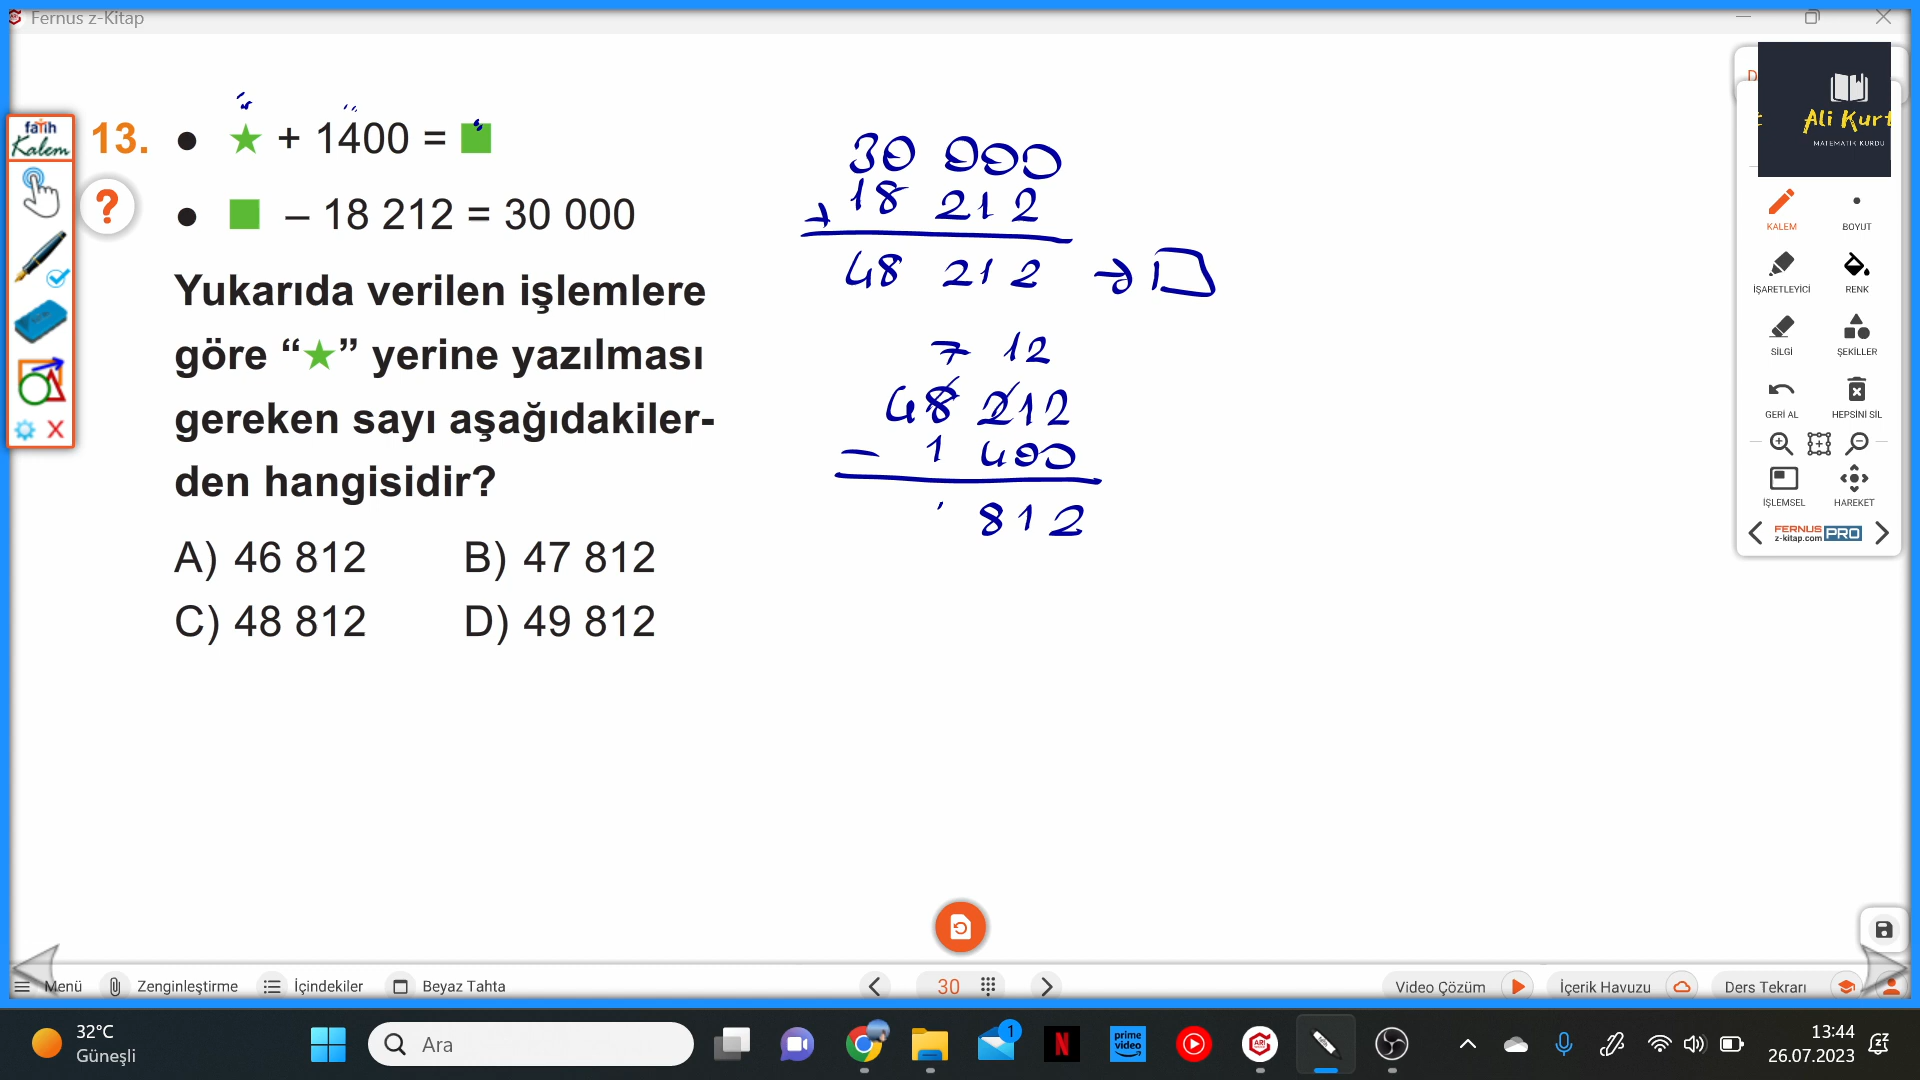 Fernus z-Kitap
fatih
Kalem
13. ● ★ + 1400 = ■
● ■ – 18 212 = 30 000
Yukarıda verilen işlemlere
göre “★” yerine yazılması
gereken sayı aşağıdakiler-
den hangisidir?
A) 46 812 B) 47 812
C) 48 812 D) 49 812
30 000
+ 18 212
48 212 → □
7 12
48 212
– 1 400
812
Ali Kurt
MATEMATİK KURDU
KALEM BOYUT
İŞARETLEYİCİ RENK
SİLGİ ŞEKİLLER
GERİ AL HEPSİNİ SİL
İŞLEMSEL HAREKET
FERNUS PRO
z-kitap.com
Menü Zenginleştirme İçindekiler Beyaz Tahta 30 Video Çözüm İçerik Havuzu Ders Tekrarı
32°C
Güneşli
Ara
1
prime
video
13:44
26.07.2023